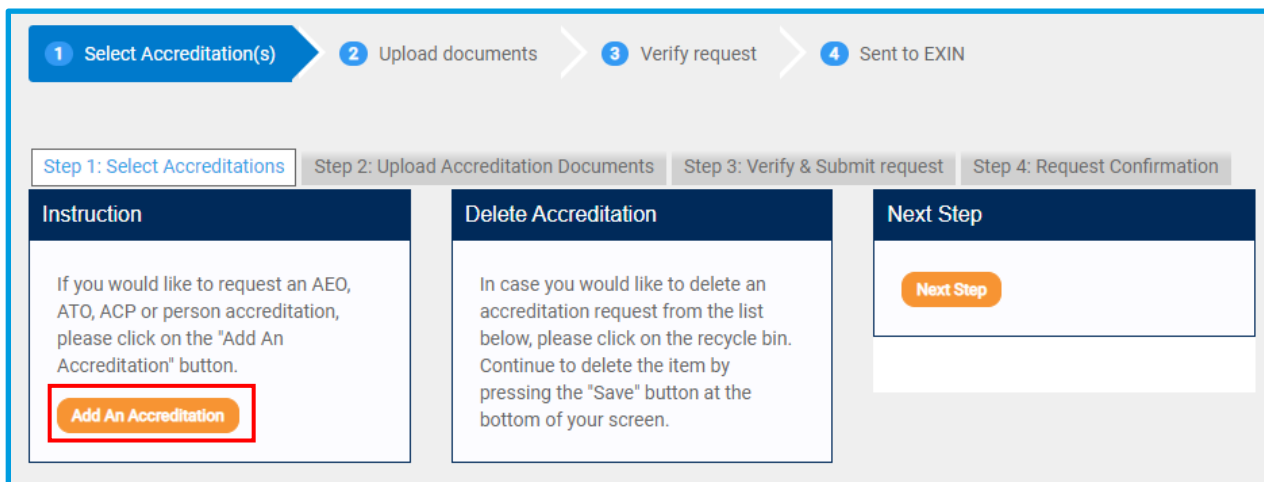 1 Select Accreditation(s) 2 Upload documents 3 Verify request 4 Sent to EXIN
Step 1: Select Accreditations Step 2: Upload Accreditation Documents Step 3: Verify & Submit request Step 4: Request Confirmation
Instruction
If you would like to request an AEO,
ATO, ACP or person accreditation,
please click on the "Add An
Accreditation" button.
Add An Accreditation
Delete Accreditation
In case you would like to delete an
accreditation request from the list
below, please click on the recycle bin.
Continue to delete the item by
pressing the "Save" button at the
bottom of your screen.
Next Step
Next Step